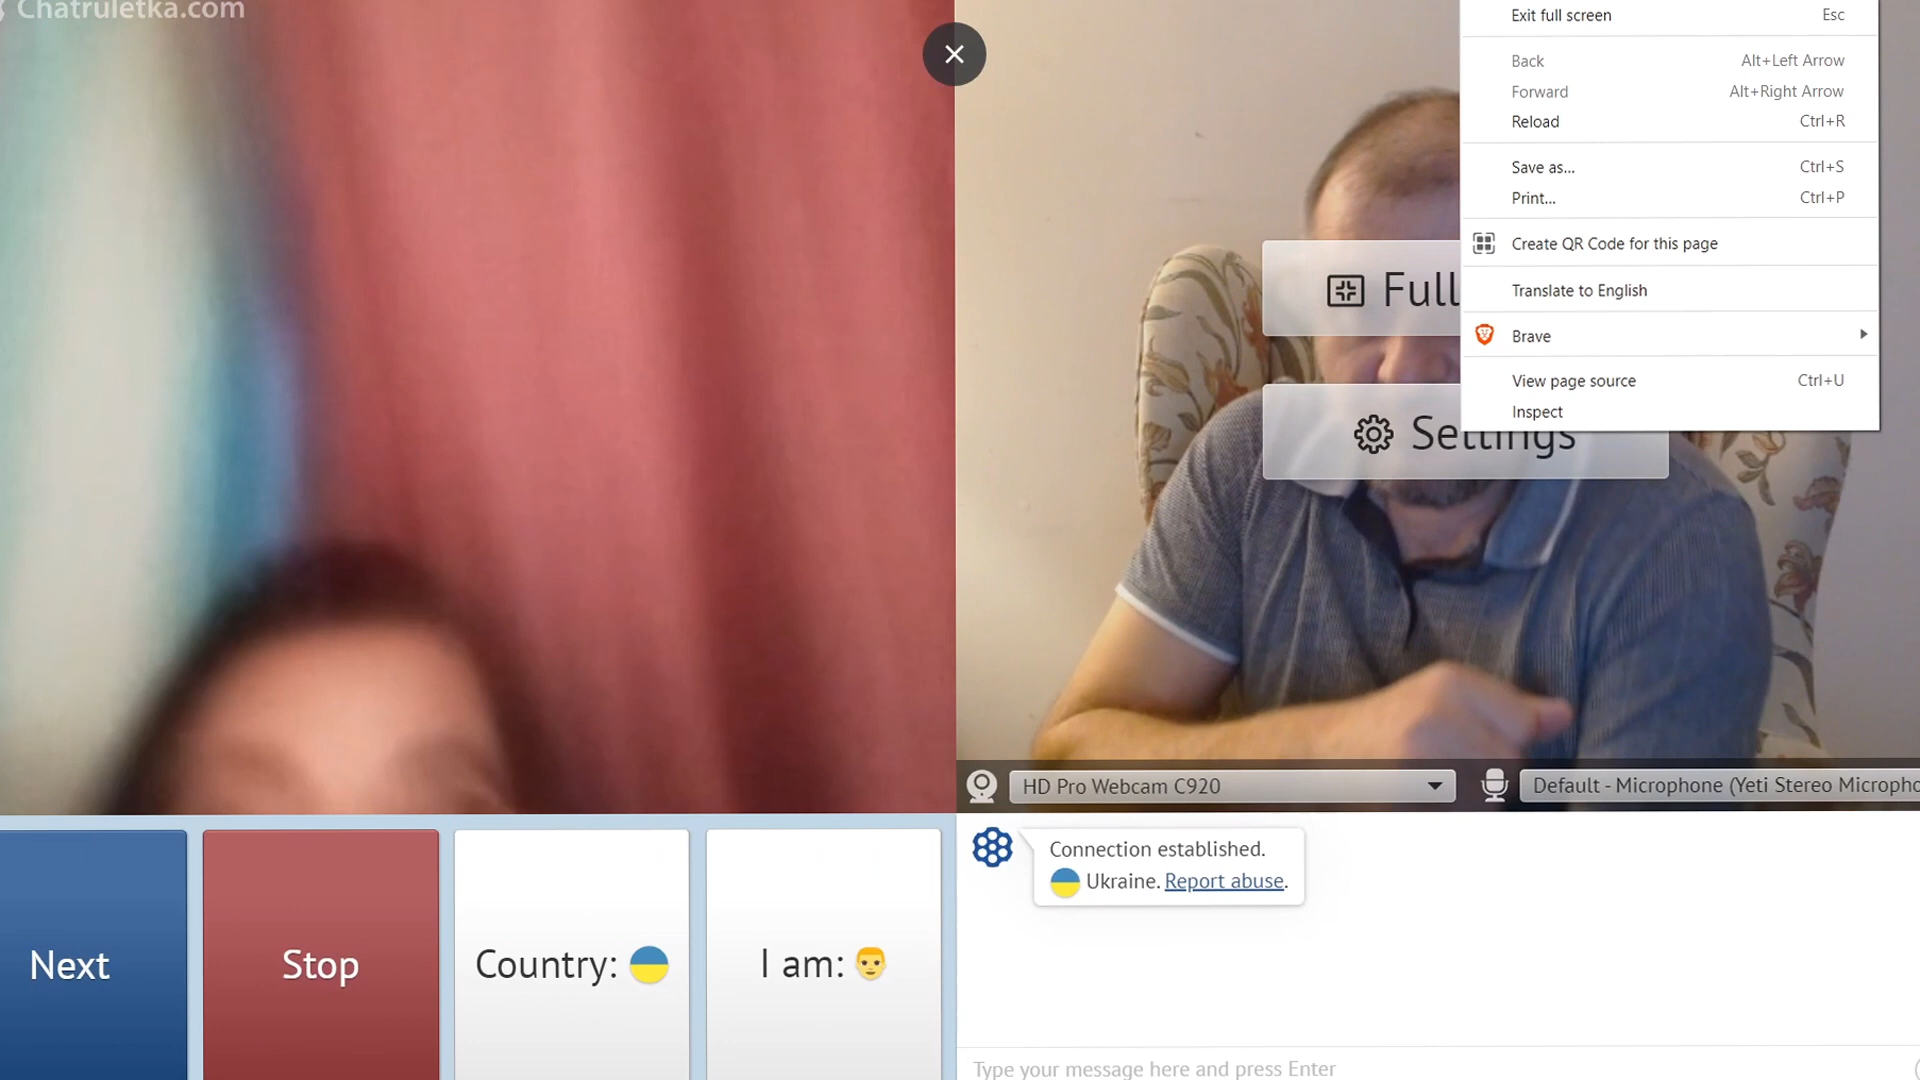 Chatruletka.com
Exit full screen Esc
Back Alt+Left Arrow
Forward Alt+Right Arrow
Reload Ctrl+R
Save as... Ctrl+S
Print... Ctrl+P
Create QR Code for this page
Translate to English
Brave
View page source Ctrl+U
Inspect
Full
Settings
HD Pro Webcam C920
Default - Microphone (Yeti Stereo Micropho
Connection established.
Ukraine. Report abuse.
Next
Stop
Country:
I am:
Type your message here and press Enter